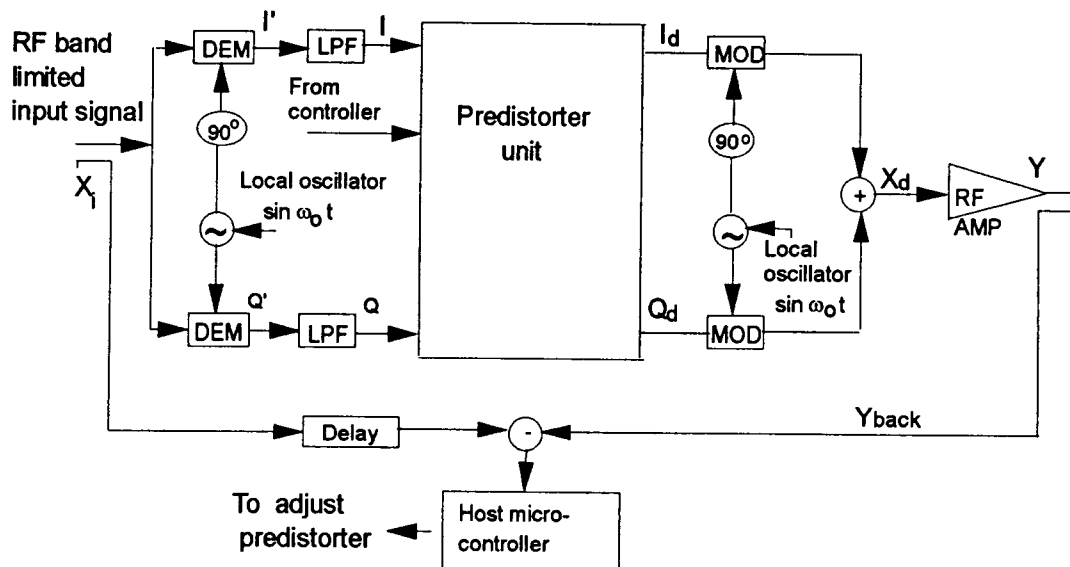 RF band
limited
input signal
X_i
DEM
I'
LPF
I
From
controller
90°
Local oscillator
sin ω_o t
~
DEM
Q'
LPF
Q
Predistorter
unit
I_d
MOD
90°
~
Local
oscillator
sin ω_o t
Q_d
MOD
+
X_d
RF
AMP
Y
Delay
-
Yback
To adjust
predistorter
Host micro-
controller